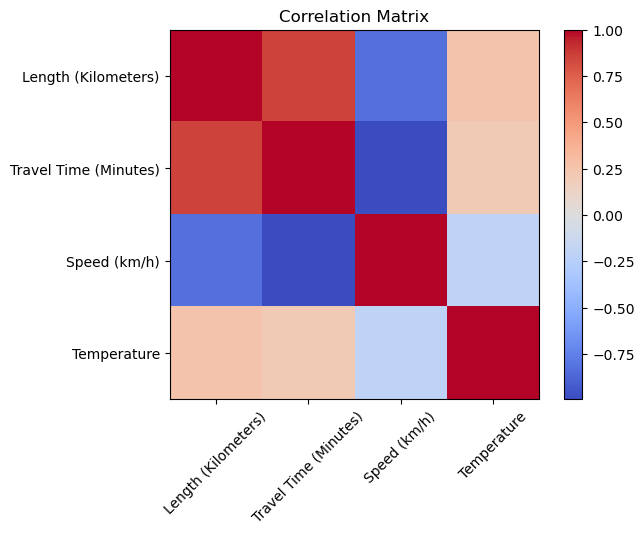 Correlation Matrix
Length (Kilometers)
Travel Time (Minutes)
Speed (km/h)
Temperature
Length (Kilometers)
Travel Time (Minutes)
Speed (km/h)
Temperature
1.00
0.75
0.50
0.25
0.00
−0.25
−0.50
−0.75